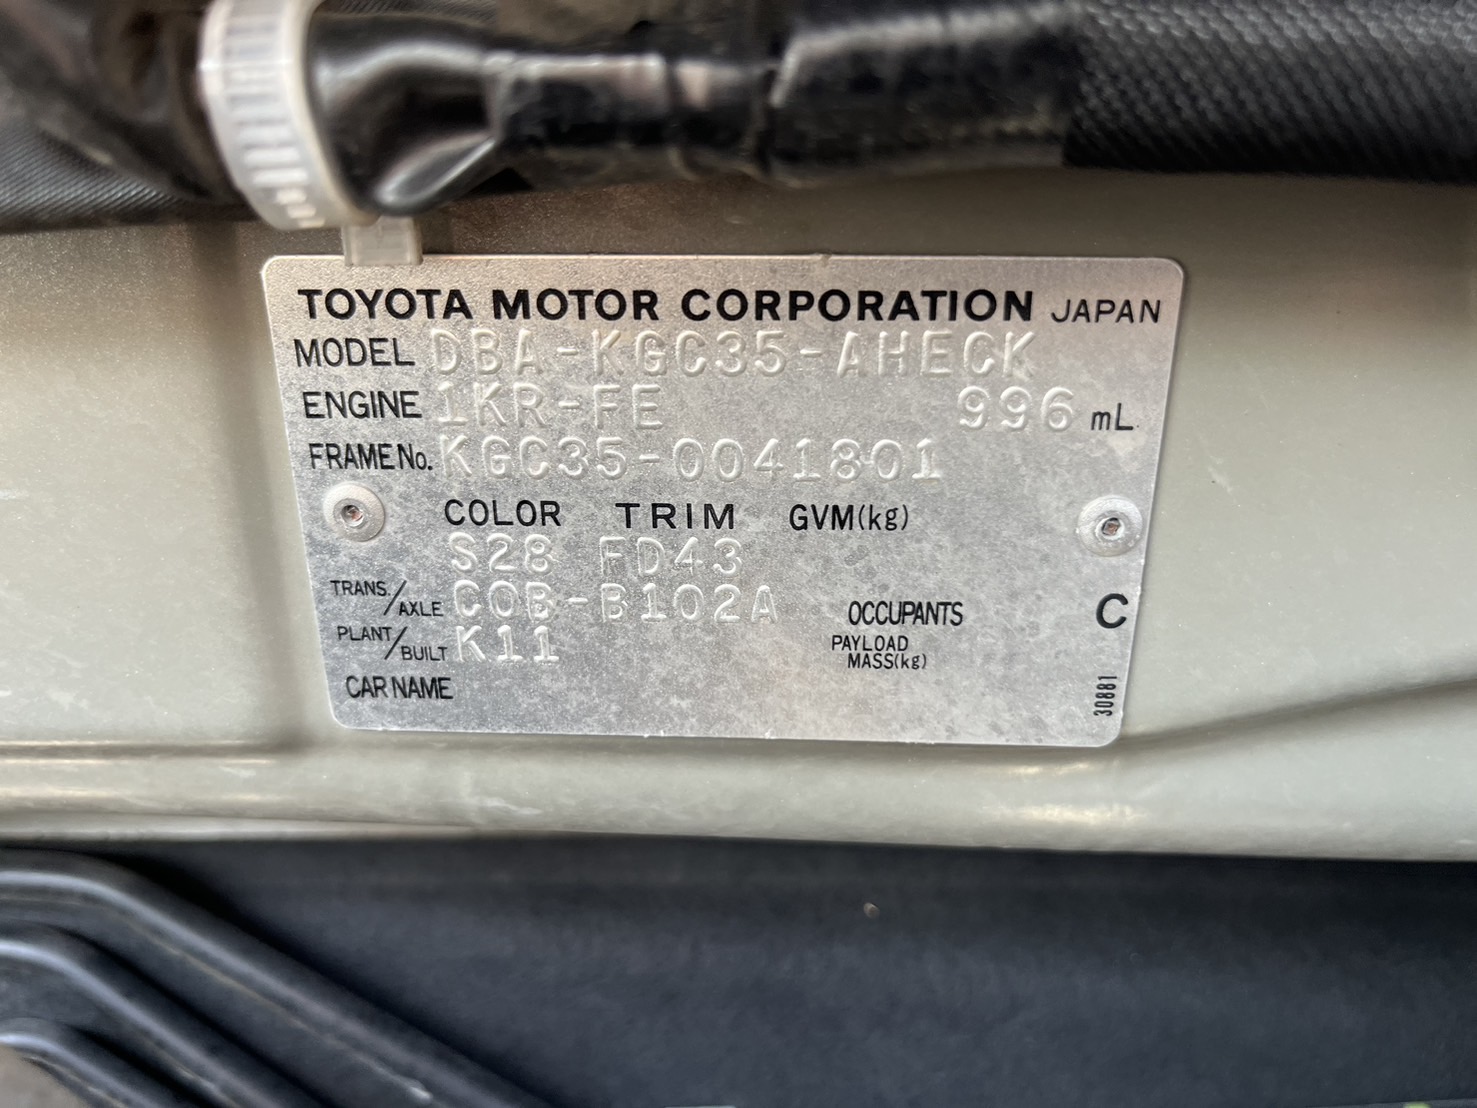 TOYOTA MOTOR CORPORATION JAPAN
MODEL DBA-KGC35-AHECK
ENGINE 1KR-FE 996 mL
FRAME No. KGC35-0041801
COLOR TRIM GVM(kg)
S28 FD43
TRANS./AXLE C0B-B102A OCCUPANTS C
PLANT/BUILT K11 PAYLOAD MASS(kg)
CAR NAME
30881